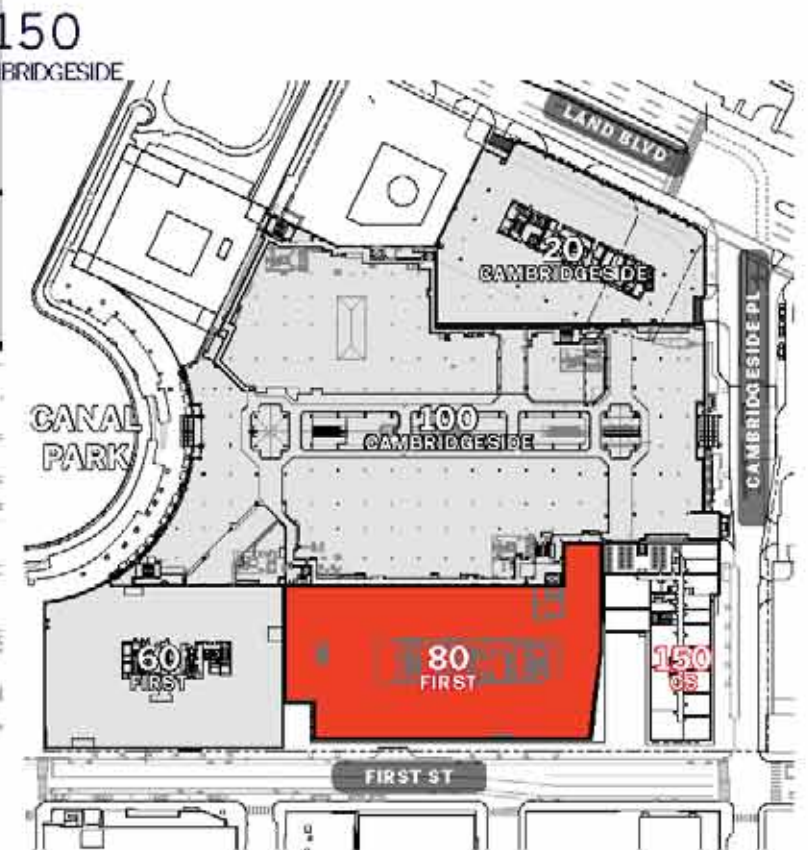 150
BRIDGESIDE
LAND BLVD
20
CAMBRIDGESIDE
CAMBRIDGESIDE PL
CANAL
PARK
100
CAMBRIDGESIDE
60
FIRST
80
FIRST
150
CS
FIRST ST